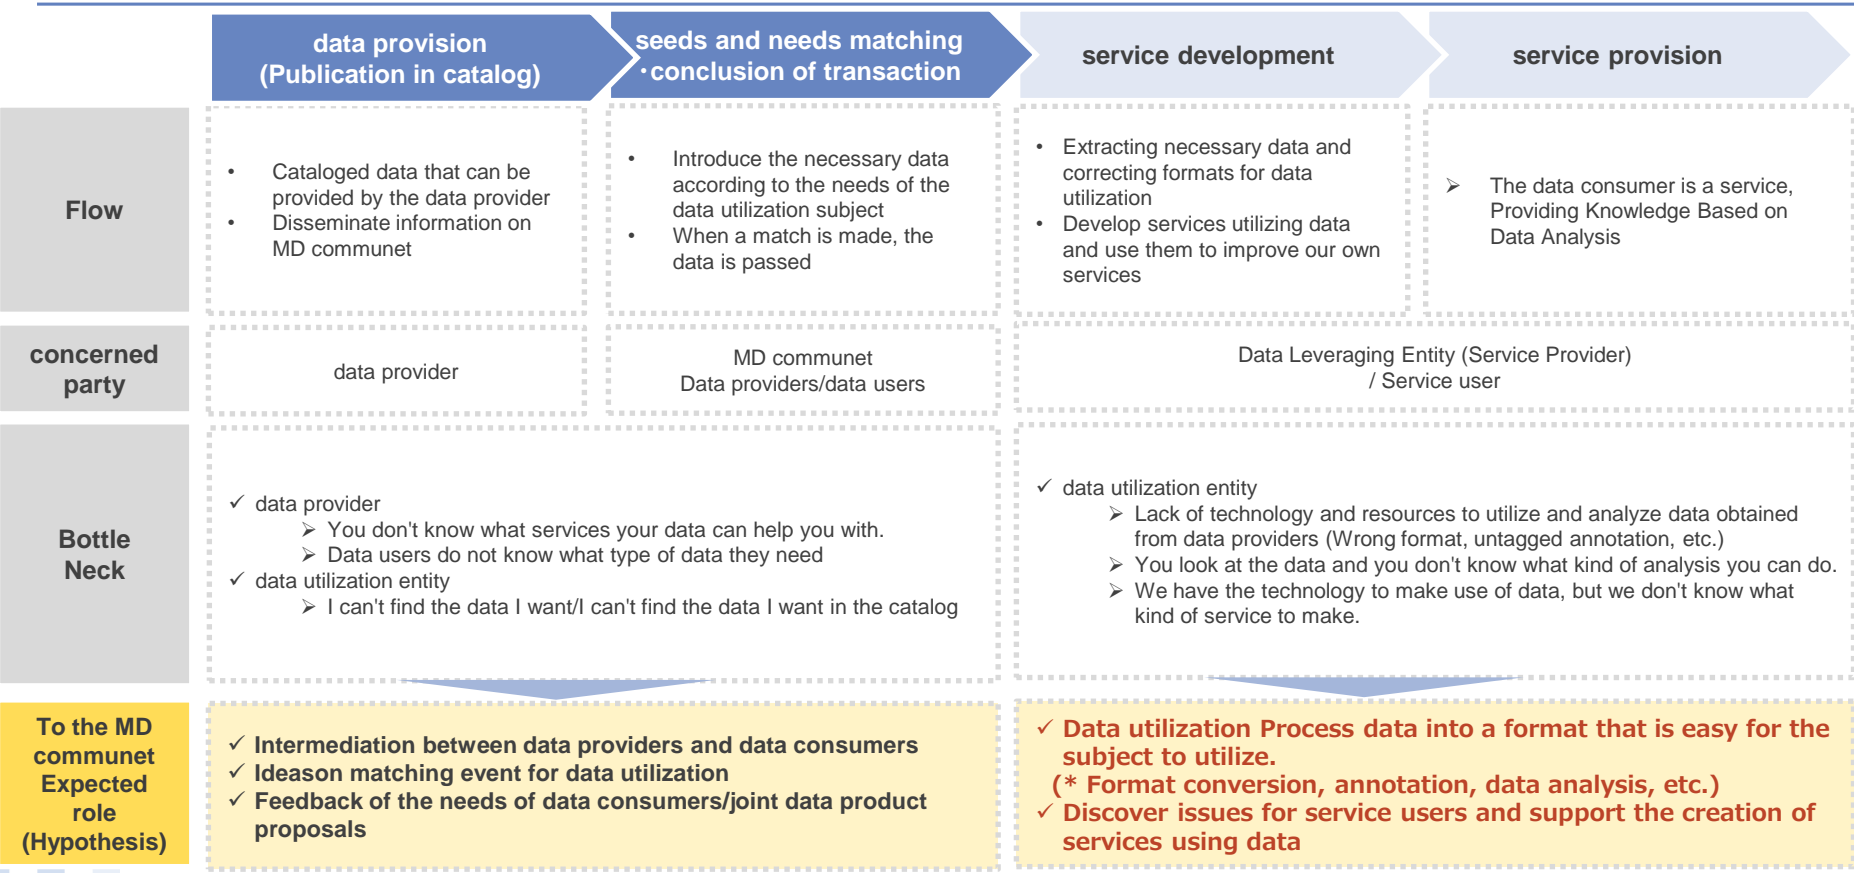 data provision
(Publication in catalog)
seeds and needs matching
・conclusion of transaction
service development
service provision
Flow
• Cataloged data that can be
provided by the data provider
• Disseminate information on
MD communet
• Introduce the necessary data
according to the needs of the
data utilization subject
• When a match is made, the
data is passed
• Extracting necessary data and
correcting formats for data
utilization
• Develop services utilizing data
and use them to improve our own
services
➢ The data consumer is a service,
Providing Knowledge Based on
Data Analysis
concerned
party
data provider
MD communet
Data providers/data users
Data Leveraging Entity (Service Provider)
/ Service user
Bottle
Neck
✓ data provider
➢ You don't know what services your data can help you with.
➢ Data users do not know what type of data they need
✓ data utilization entity
➢ I can't find the data I want/I can't find the data I want in the catalog
✓ data utilization entity
➢ Lack of technology and resources to utilize and analyze data obtained
from data providers (Wrong format, untagged annotation, etc.)
➢ You look at the data and you don't know what kind of analysis you can do.
➢ We have the technology to make use of data, but we don't know what
kind of service to make.
To the MD
communet
Expected
role
(Hypothesis)
✓ Intermediation between data providers and data consumers
✓ Ideason matching event for data utilization
✓ Feedback of the needs of data consumers/joint data product
proposals
✓ Data utilization Process data into a format that is easy for the
subject to utilize.
(* Format conversion, annotation, data analysis, etc.)
✓ Discover issues for service users and support the creation of
services using data